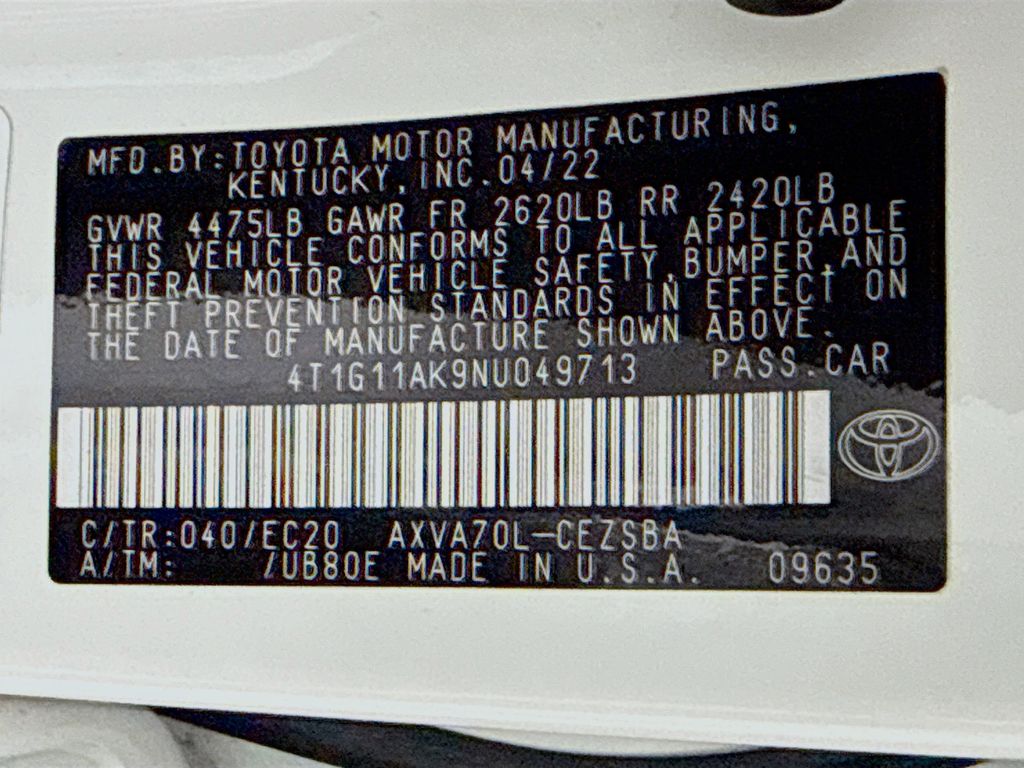 MFD.BY:TOYOTA MOTOR MANUFACTURING,
KENTUCKY,INC.04/22
GVWR 4475LB GAWR FR 2620LB RR 2420LB
THIS VEHICLE CONFORMS TO ALL APPLICABLE
FEDERAL MOTOR VEHICLE SAFETY,BUMPER,AND
THEFT PREVENTION STANDARDS IN EFFECT ON
THE DATE OF MANUFACTURE SHOWN ABOVE.
4T1G11AK9NU049713 PASS.CAR
C/TR:040/EC20 AXVA70L-CEZSBA
A/TM: /UB80E MADE IN U.S.A. 09635